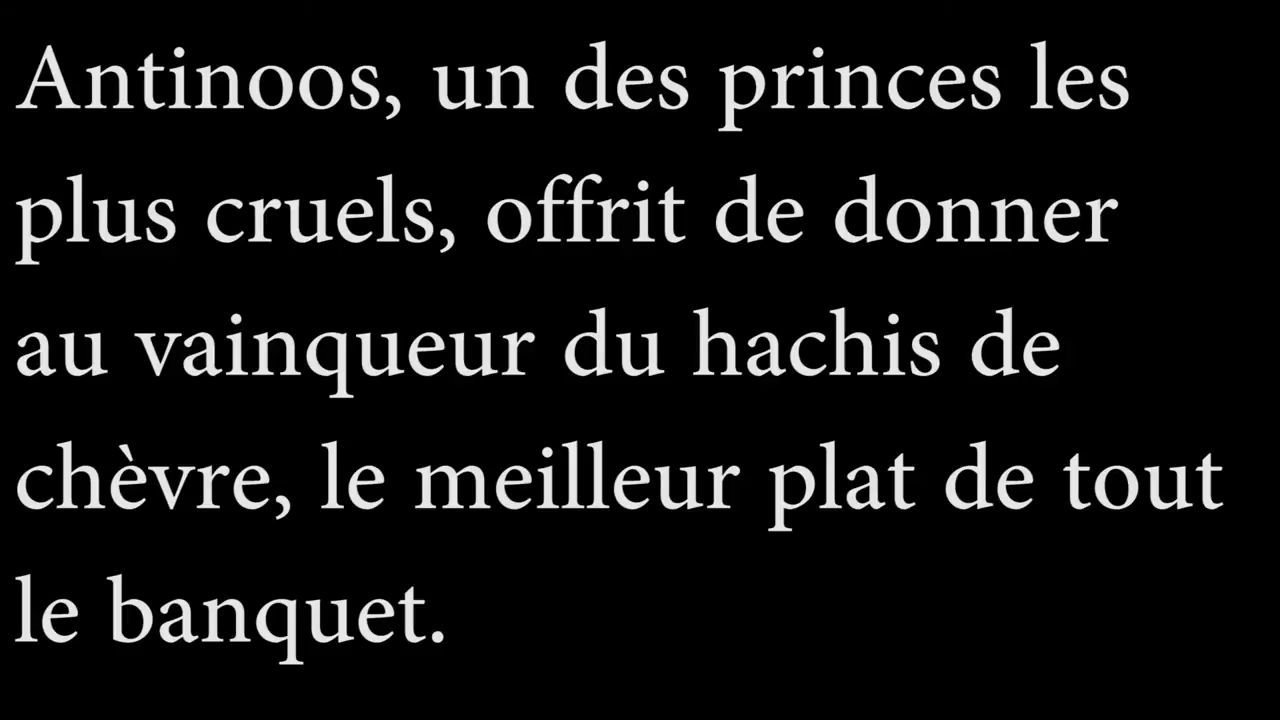 Antinoos, un des princes les
plus cruels, offrit de donner
au vainqueur du hachis de
chèvre, le meilleur plat de tout
le banquet.